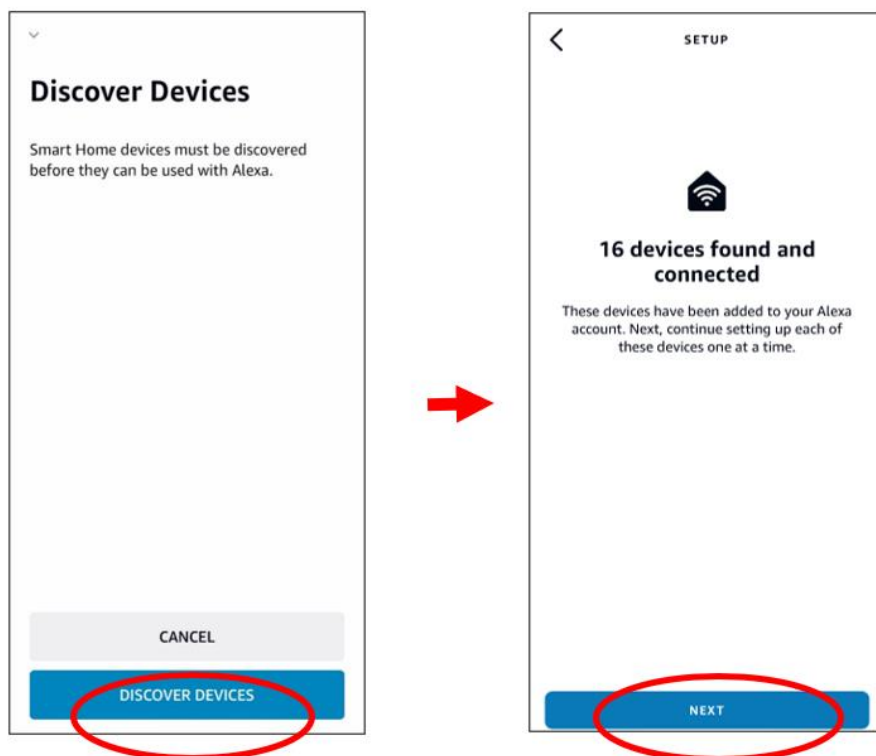 Discover Devices
Smart Home devices must be discovered
before they can be used with Alexa.
CANCEL
DISCOVER DEVICES
SETUP
16 devices found and
connected
These devices have been added to your Alexa
account. Next, continue setting up each of
these devices one at a time.
NEXT